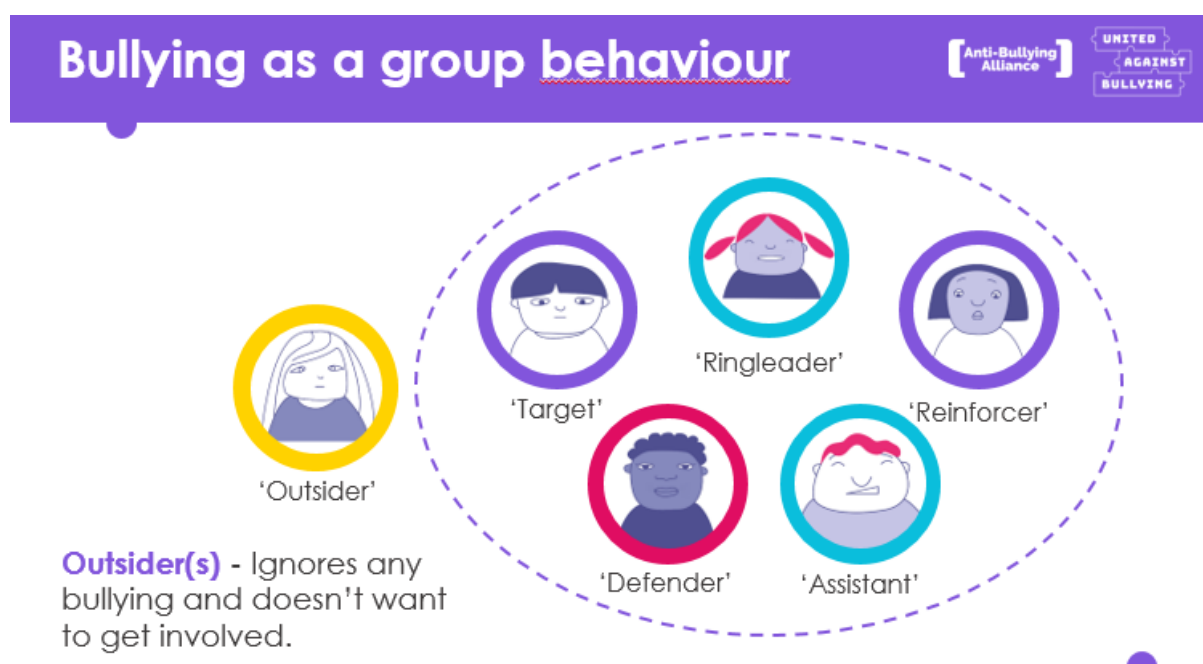 Bullying as a group behaviour
[Anti-Bullying
Alliance]
UNITED
AGAINST
BULLYING
'Ringleader'
'Target'
'Reinforcer'
'Outsider'
'Defender'
'Assistant'
Outsider(s) - Ignores any
bullying and doesn't want
to get involved.